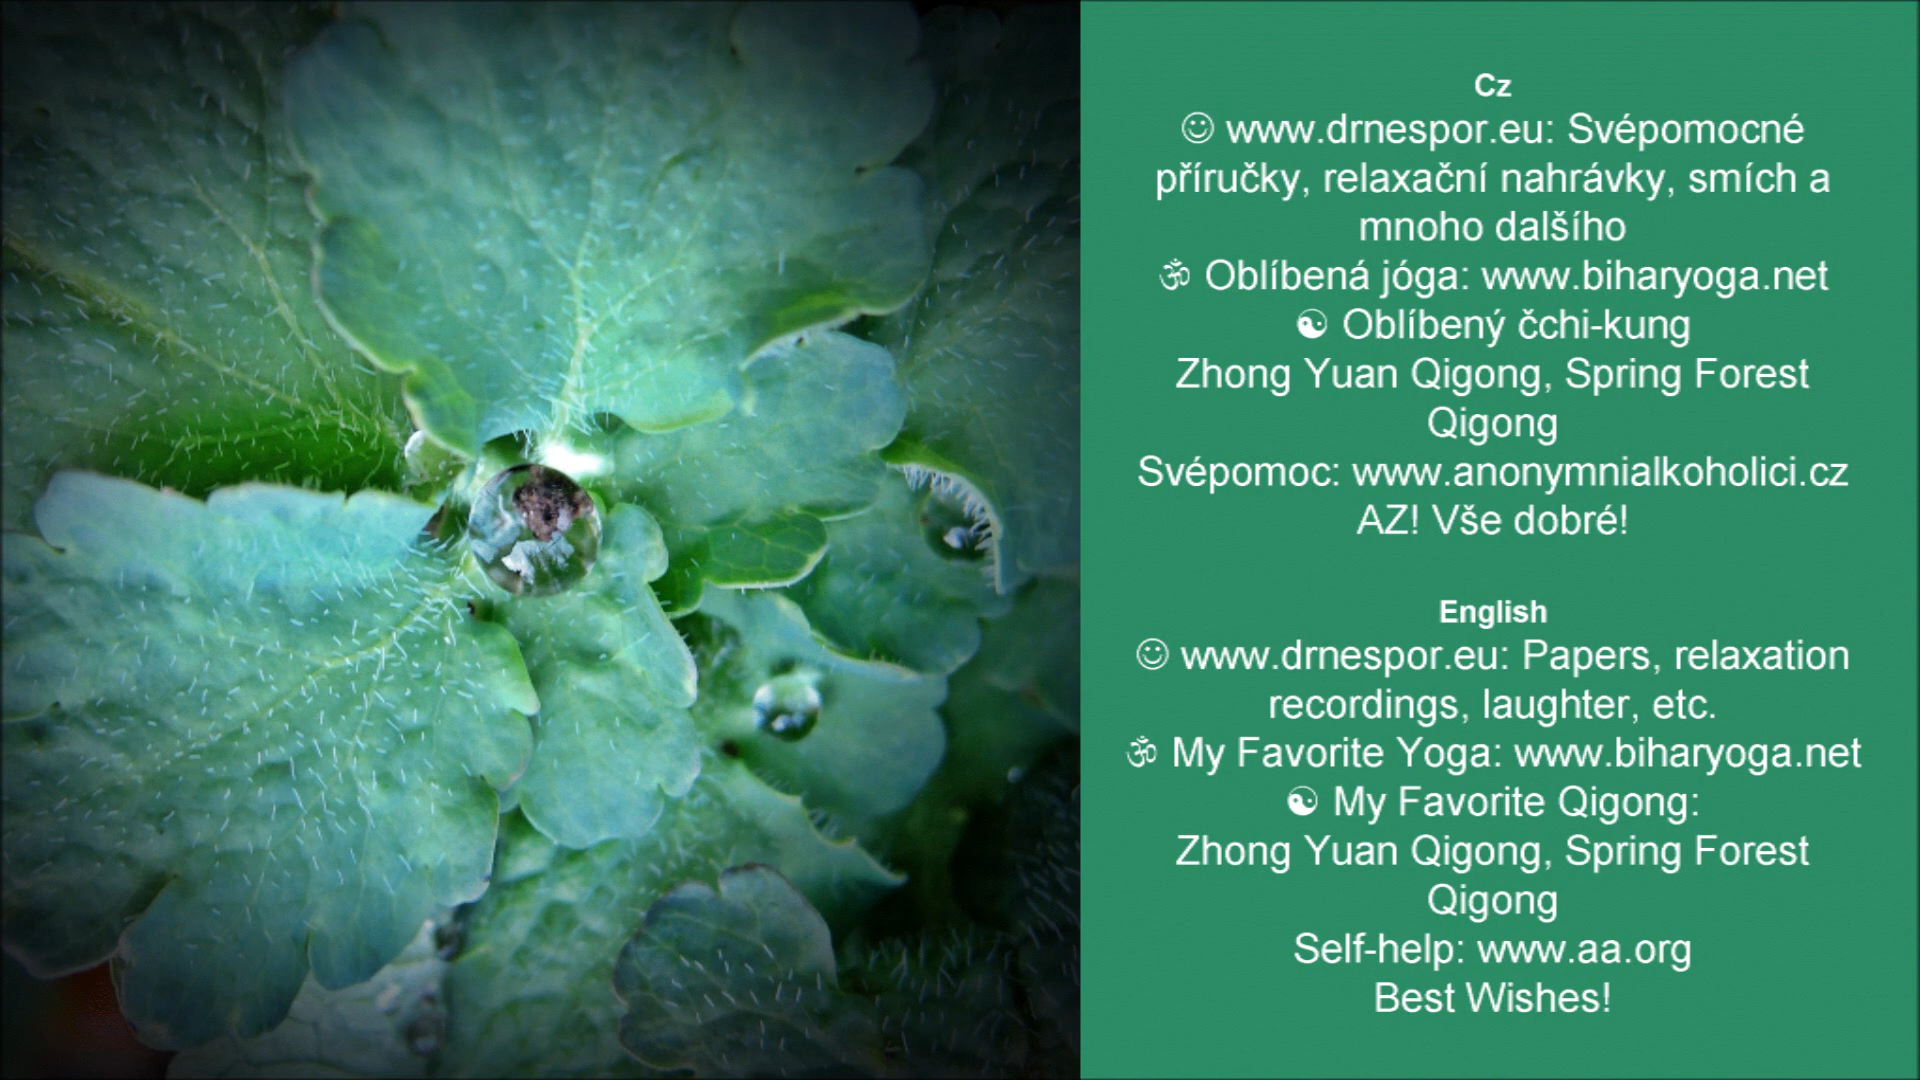 Cz
☺ www.drnespor.eu: Svépomocné
příručky, relaxační nahrávky, smích a
mnoho dalšího
ॐ Oblíbená jóga: www.biharyoga.net
☯ Oblíbený čchi-kung
Zhong Yuan Qigong, Spring Forest
Qigong
Svépomoc: www.anonymnialkoholici.cz
AZ! Vše dobré!
English
☺ www.drnespor.eu: Papers, relaxation
recordings, laughter, etc.
ॐ My Favorite Yoga: www.biharyoga.net
☯ My Favorite Qigong:
Zhong Yuan Qigong, Spring Forest
Qigong
Self-help: www.aa.org
Best Wishes!